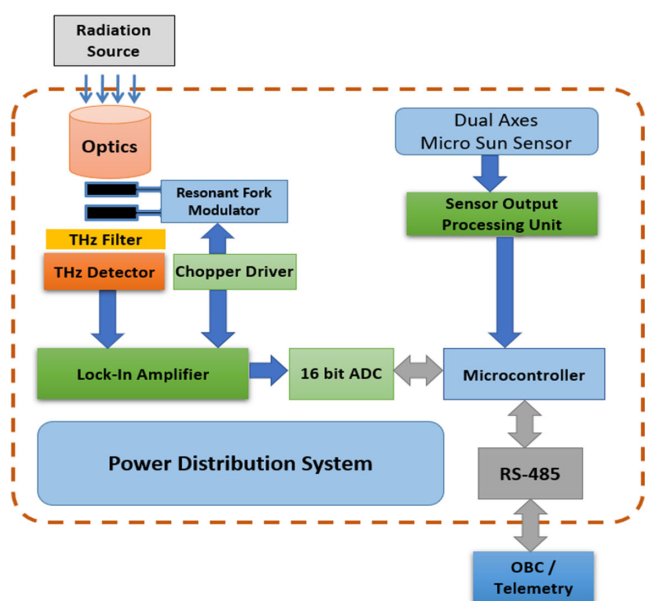 Radiation
Source
Optics
Dual Axes
Micro Sun Sensor
Resonant Fork
Modulator
Sensor Output
Processing Unit
THz Filter
THz Detector
Chopper Driver
Lock-In Amplifier
16 bit ADC
Microcontroller
Power Distribution System
RS-485
OBC /
Telemetry